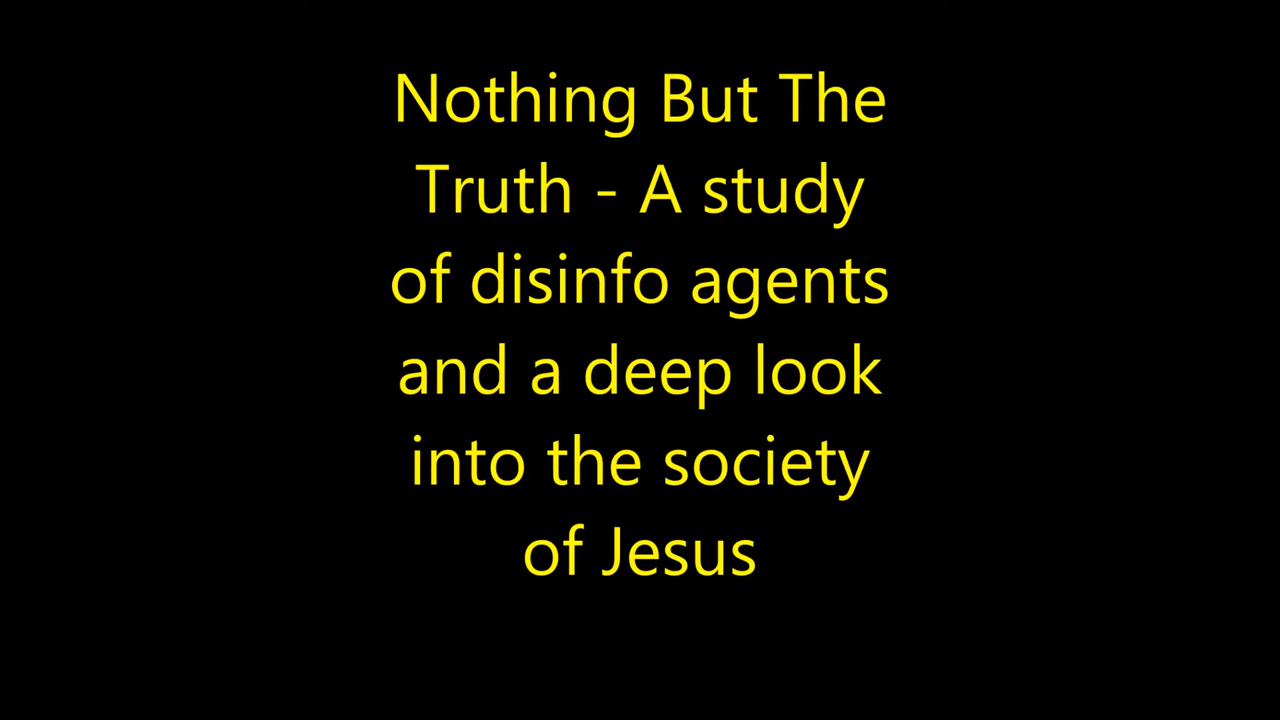 Nothing But The
Truth - A study
of disinfo agents
and a deep look
into the society
of Jesus